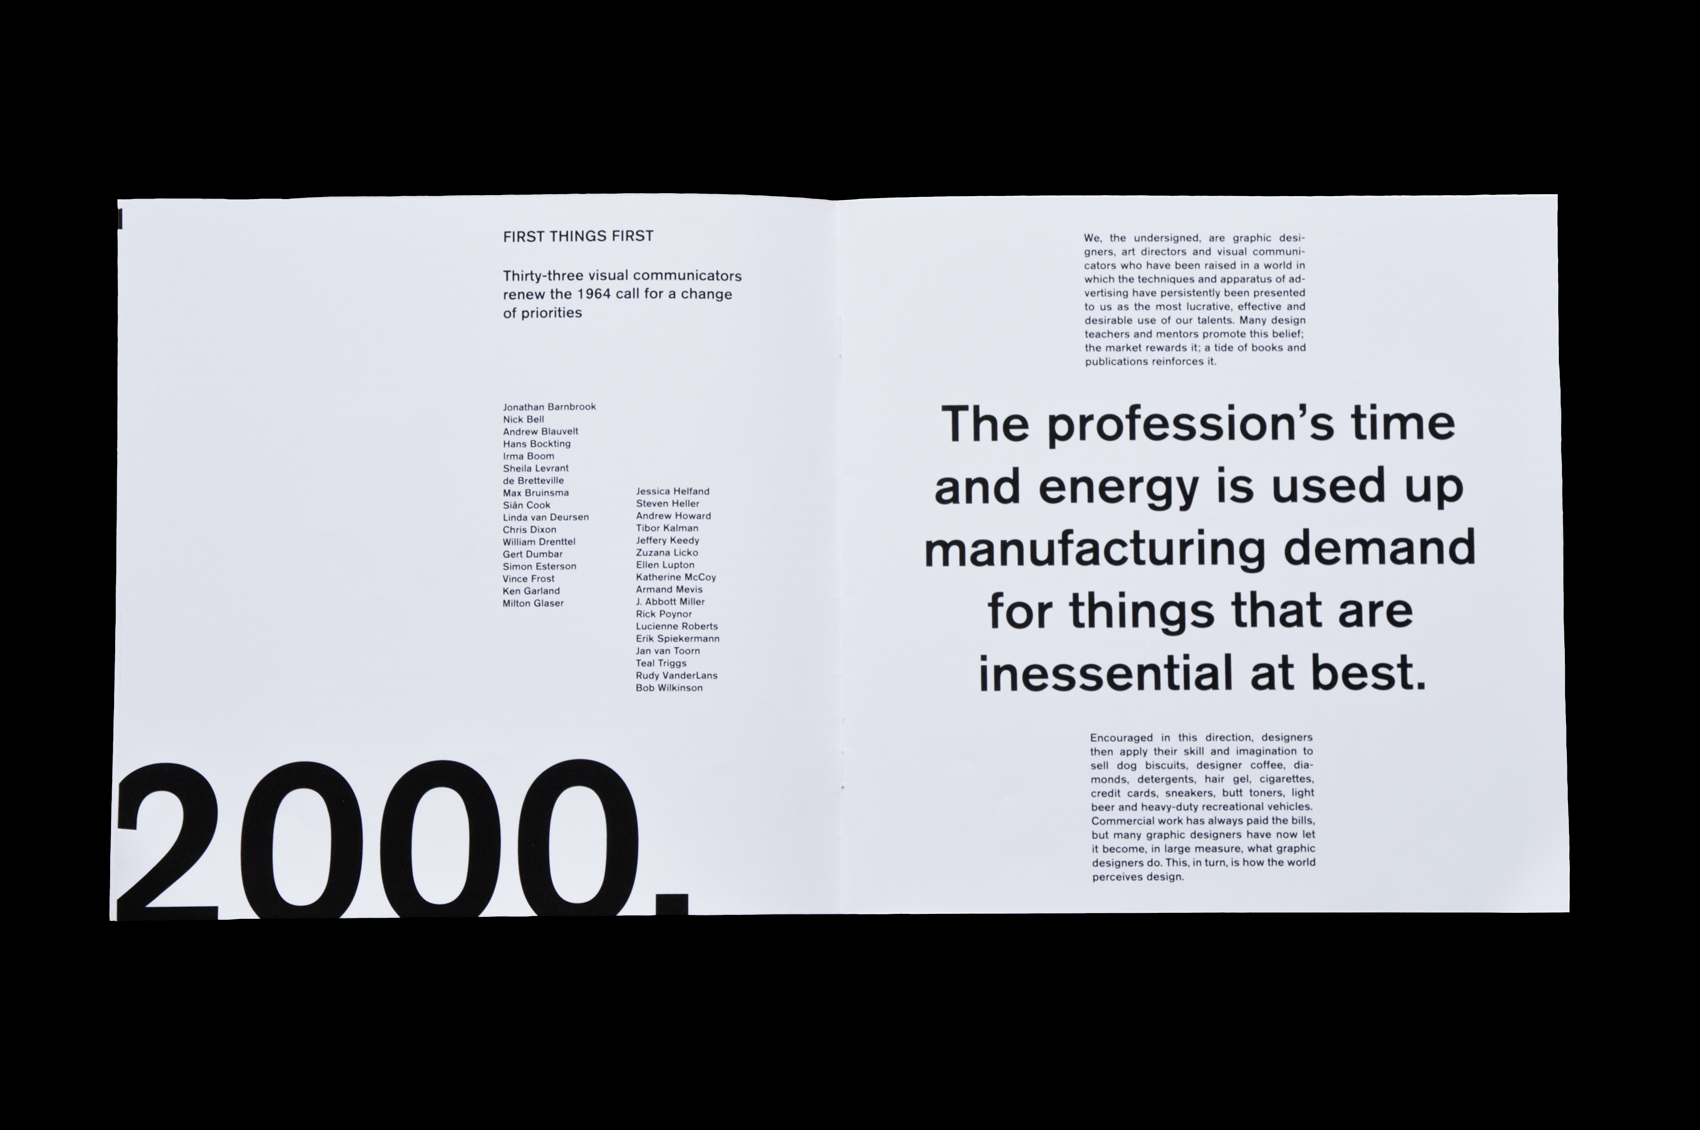 FIRST THINGS FIRST
Thirty-three visual communicators
renew the 1964 call for a change
of priorities
Jonathan Barnbrook
Nick Bell
Andrew Blauvelt
Hans Bockting
Irma Boom
Sheila Levrant
de Bretteville
Max Bruinsma
Siân Cook
Linda van Deursen
Chris Dixon
William Drenttel
Gert Dumbar
Simon Esterson
Vince Frost
Ken Garland
Milton Glaser
Jessica Helfand
Steven Heller
Andrew Howard
Tibor Kalman
Jeffery Keedy
Zuzana Licko
Ellen Lupton
Katherine McCoy
Armand Mevis
J. Abbott Miller
Rick Poynor
Lucienne Roberts
Erik Spiekermann
Jan van Toorn
Teal Triggs
Rudy VanderLans
Bob Wilkinson
2000.
We, the undersigned, are graphic desi-
gners, art directors and visual communi-
cators who have been raised in a world in
which the techniques and apparatus of ad-
vertising have persistently been presented
to us as the most lucrative, effective and
desirable use of our talents. Many design
teachers and mentors promote this belief;
the market rewards it; a tide of books and
publications reinforces it.
The profession’s time
and energy is used up
manufacturing demand
for things that are
inessential at best.
Encouraged in this direction, designers
then apply their skill and imagination to
sell dog biscuits, designer coffee, dia-
monds, detergents, hair gel, cigarettes,
credit cards, sneakers, butt toners, light
beer and heavy-duty recreational vehicles.
Commercial work has always paid the bills,
but many graphic designers have now let
it become, in large measure, what graphic
designers do. This, in turn, is how the world
perceives design.